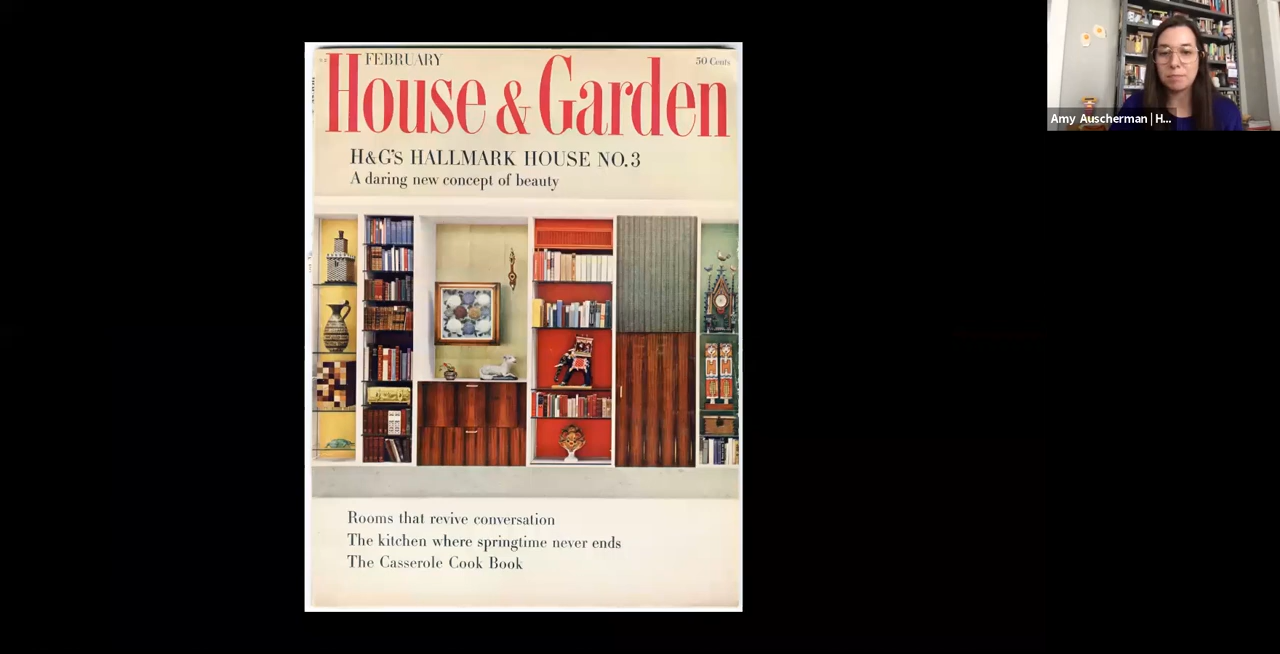 FEBRUARY
50 Cents
House & Garden
H&G'S HALLMARK HOUSE NO.3
A daring new concept of beauty
Rooms that revive conversation
The kitchen where springtime never ends
The Casserole Cook Book
Amy Auscherman | H...